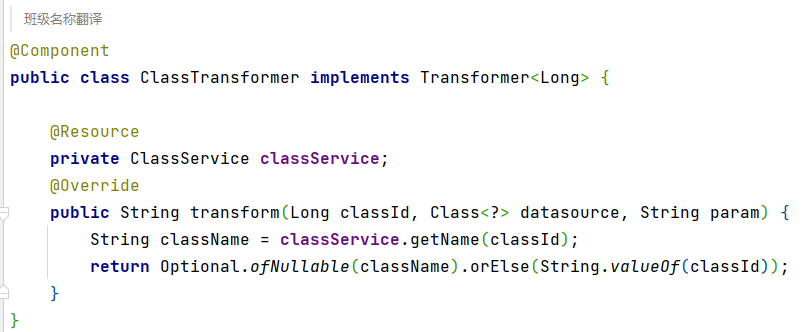 班级名称翻译
@Component
public class ClassTransformer implements Transformer<Long> {
@Resource
private ClassService classService;
@Override
public String transform(Long classId, Class<?> datasource, String param) {
String className = classService.getName(classId);
return Optional.ofNullable(className).orElse(String.valueOf(classId));
}
}